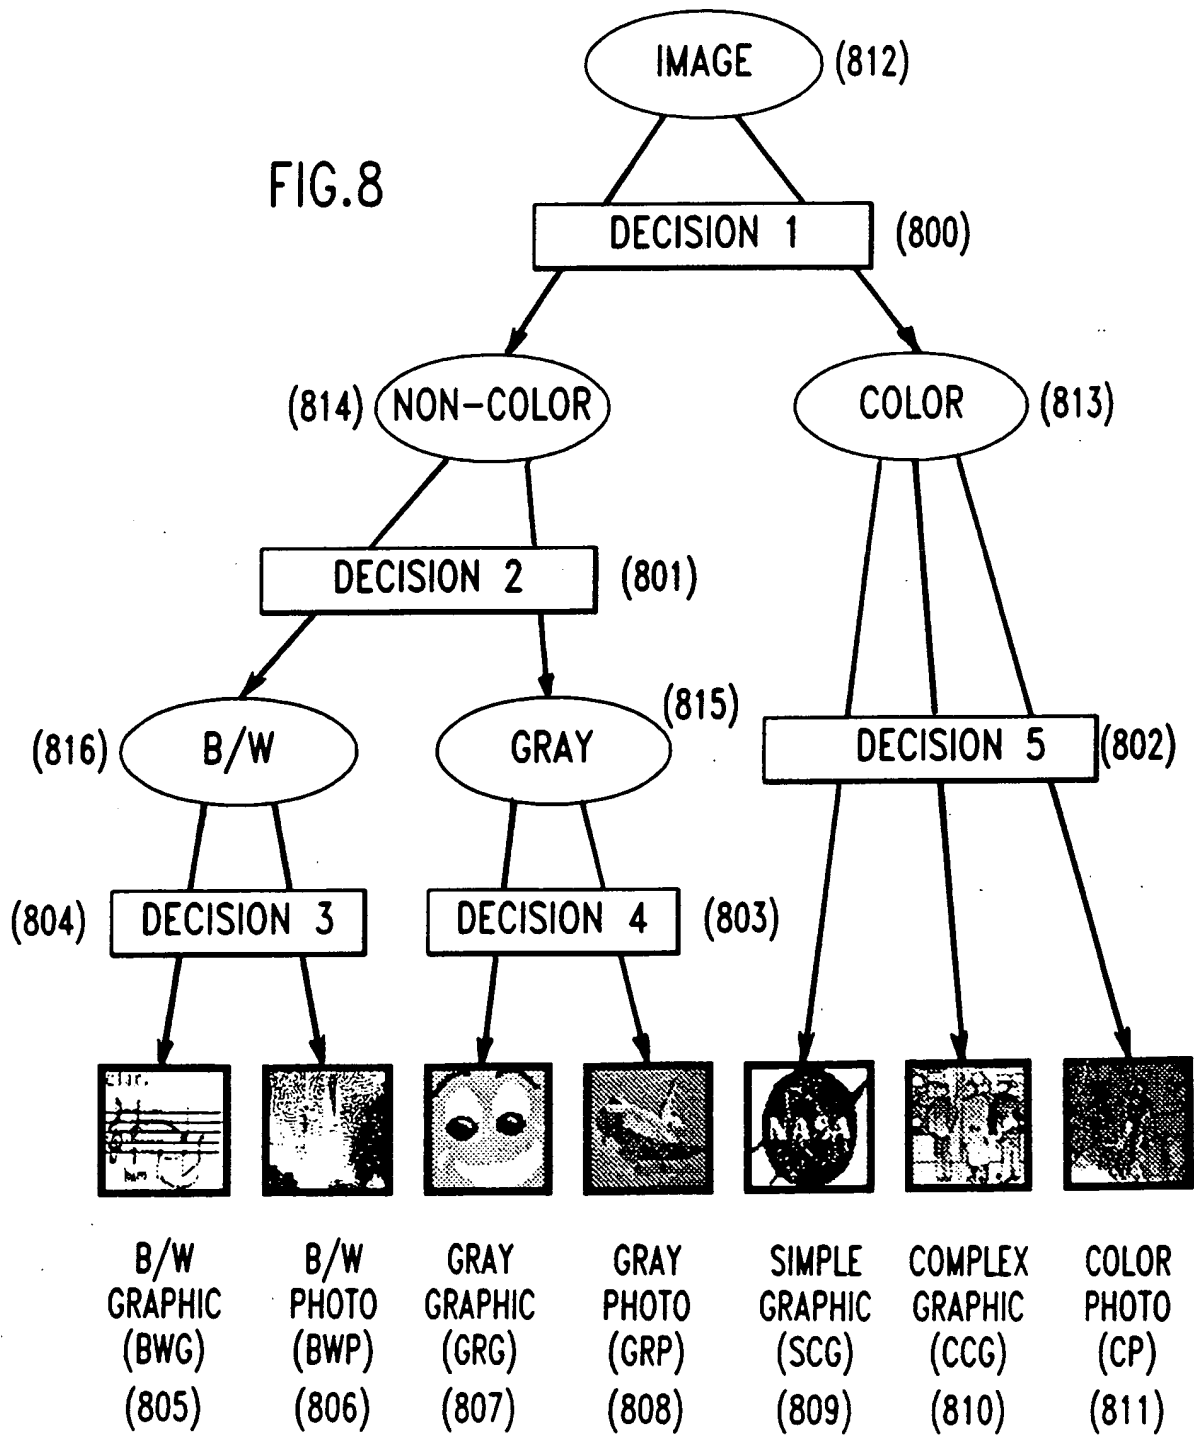 IMAGE (812)
FIG.8
DECISION 1 (800)
(814) NON-COLOR
COLOR (813)
DECISION 2 (801)
(816) B/W
GRAY (815)
DECISION 5 (802)
(804) DECISION 3
DECISION 4 (803)
NASA
B/W
GRAPHIC
(BWG)
(805)
B/W
PHOTO
(BWP)
(806)
GRAY
GRAPHIC
(GRG)
(807)
GRAY
PHOTO
(GRP)
(808)
SIMPLE
GRAPHIC
(SCG)
(809)
COMPLEX
GRAPHIC
(CCG)
(810)
COLOR
PHOTO
(CP)
(811)